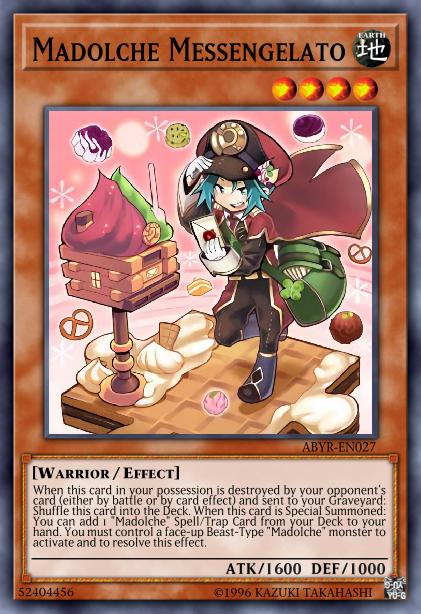 MADOLCHE MESSENGELATO
EARTH
地
ABYR-EN027
[WARRIOR / EFFECT]
When this card in your possession is destroyed by your opponent's
card (either by battle or by card effect) and sent to your Graveyard:
Shuffle this card into the Deck. When this card is Special Summoned:
You can add 1 "Madolche" Spell/Trap Card from your Deck to your
hand. You must control a face-up Beast-Type "Madolche" monster to
activate and to resolve this effect.
ATK/1600 DEF/1000
52404456
©1996 KAZUKI TAKAHASHI